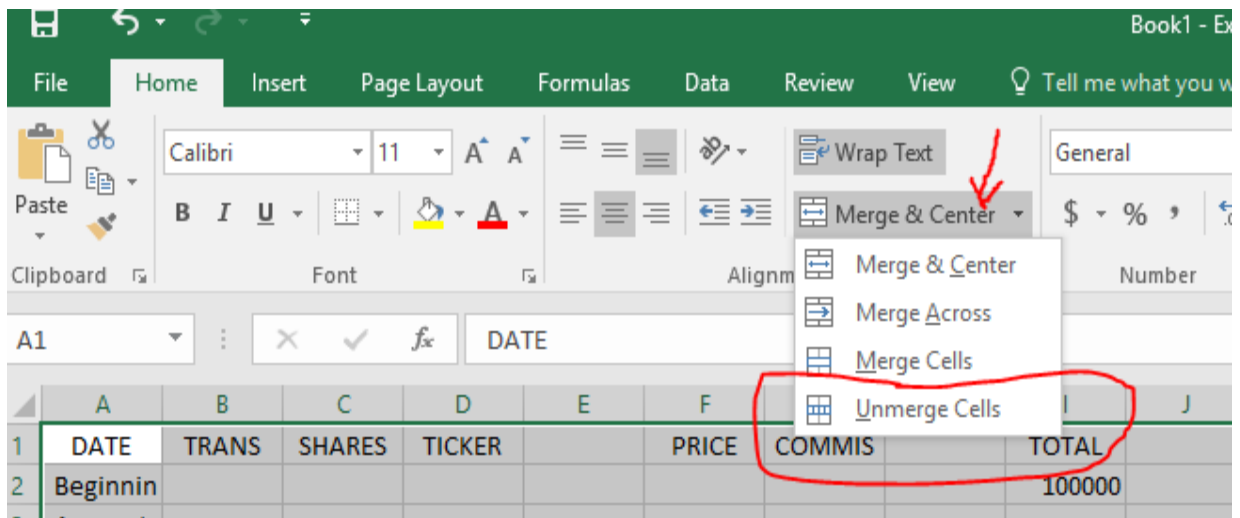 Book1 - Ex
File Home Insert Page Layout Formulas Data Review View Tell me what you w
Calibri 11 A A Wrap Text General
Paste B I U A Merge & Center $ % ,
Clipboard Font Alignm Number
Merge & Center
Merge Across
Merge Cells
Unmerge Cells
A1 fx DATE
A B C D E F I J
1 DATE TRANS SHARES TICKER PRICE COMMIS TOTAL
2 Beginnin 100000